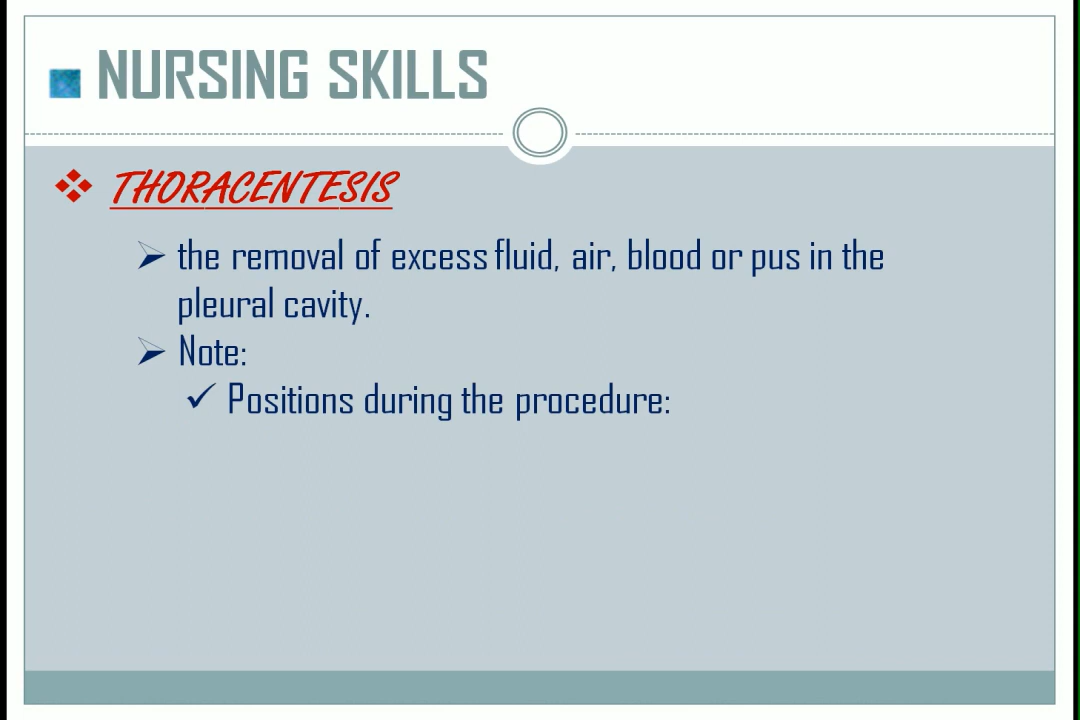 NURSING SKILLS
THORACENTESIS
the removal of excess fluid, air, blood or pus in the
pleural cavity.
Note:
Positions during the procedure: